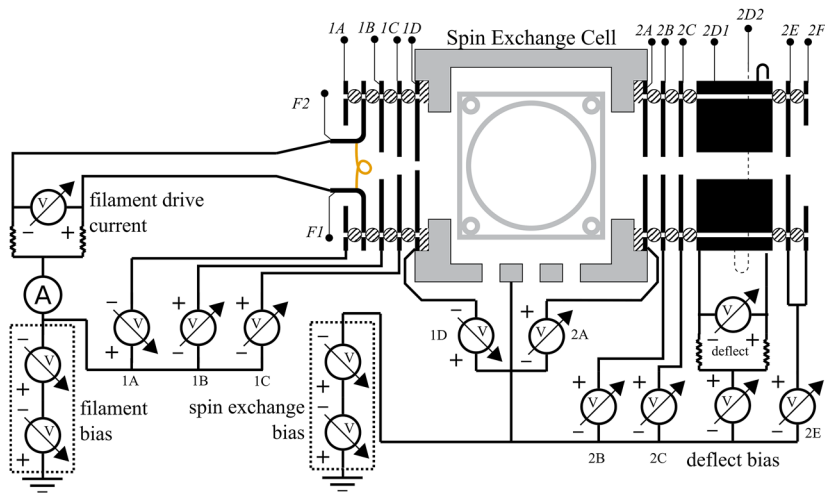 1A 1B 1C 1D
Spin Exchange Cell
2A 2B 2C 2D1 2D2 2E 2F
F2
V
filament drive
current
− +
F1
A
− V +
+ V −
+ V −
1A 1B 1C
− V +
− V +
filament
bias
spin exchange
bias
− V +
− V +
1D − V +
+ V − 2A
V
deflect
+ V −
+ V −
+ V −
+ V −
2B 2C
deflect bias
2E